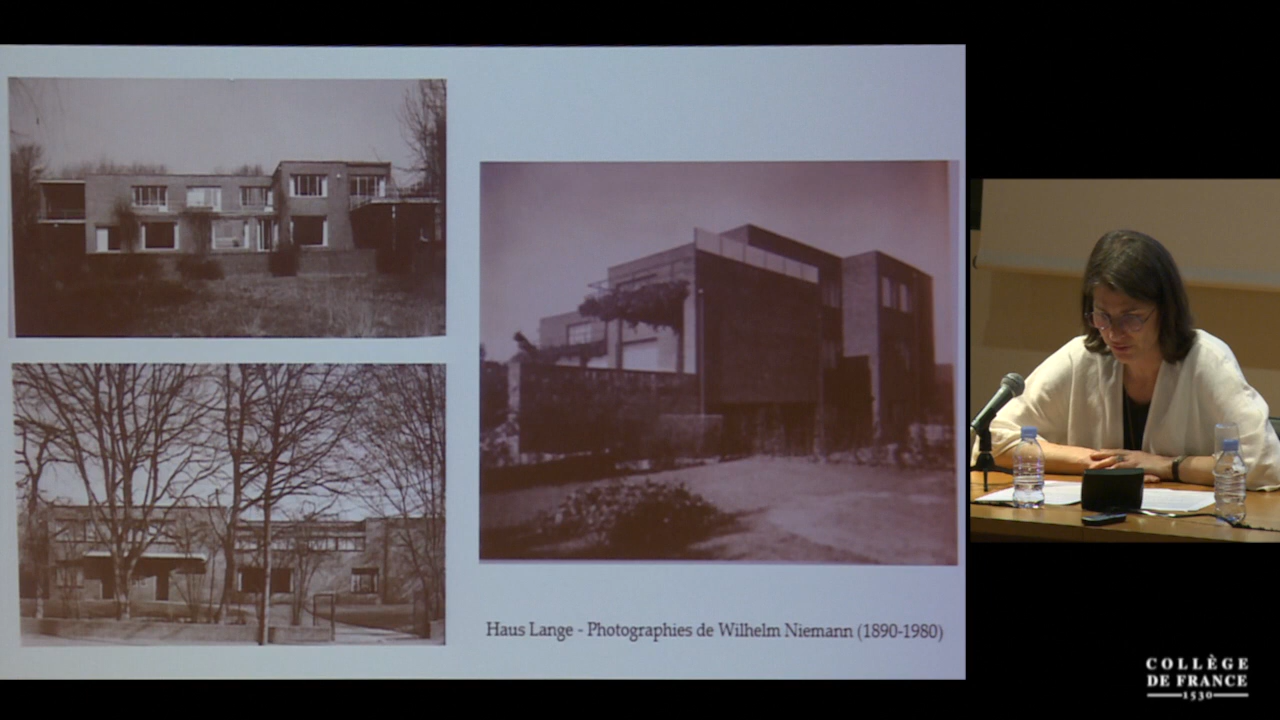 Haus Lange - Photographies de Wilhelm Niemann (1890-1980)
COLLÈGE
DE FRANCE
1530